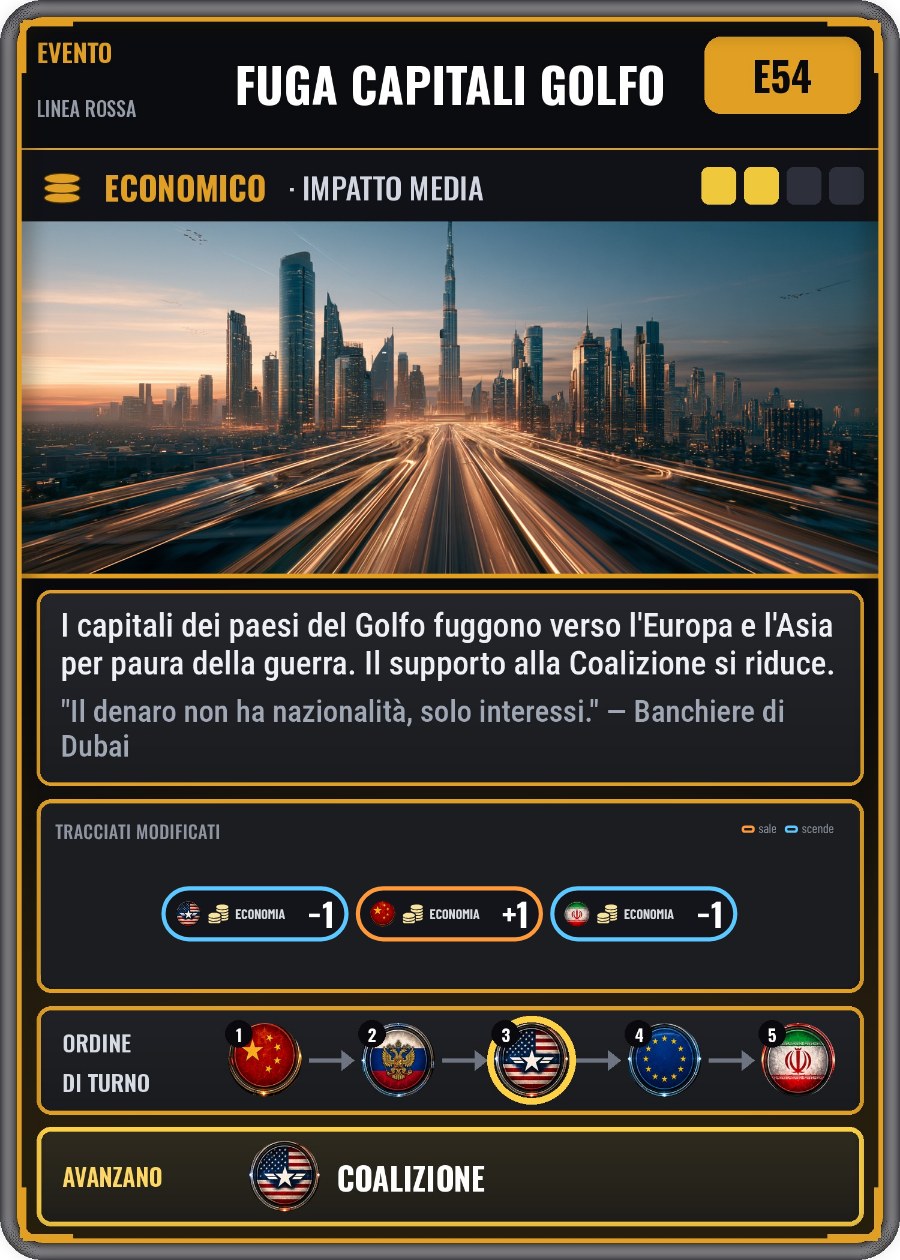 EVENTO
LINEA ROSSA
FUGA CAPITALI GOLFO
E54
ECONOMICO · IMPATTO MEDIA
I capitali dei paesi del Golfo fuggono verso l'Europa e l'Asia
per paura della guerra. Il supporto alla Coalizione si riduce.
"Il denaro non ha nazionalità, solo interessi." — Banchiere di
Dubai
TRACCIATI MODIFICATI
sale scende
ECONOMIA -1 ECONOMIA +1 ECONOMIA -1
ORDINE
DI TURNO
1 2 3 4 5
AVANZANO COALIZIONE